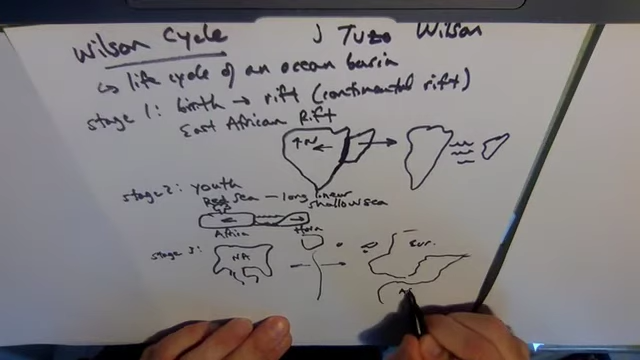 Wilson Cycle
J Tuzo Wilson
↳ life cycle of an ocean basin
stage 1: birth → rift (continental rift)
East African Rift
↑N
stage 2: youth
Red sea - long linear
shallow sea
Africa
Horn
stage 3:
NA
Eur.